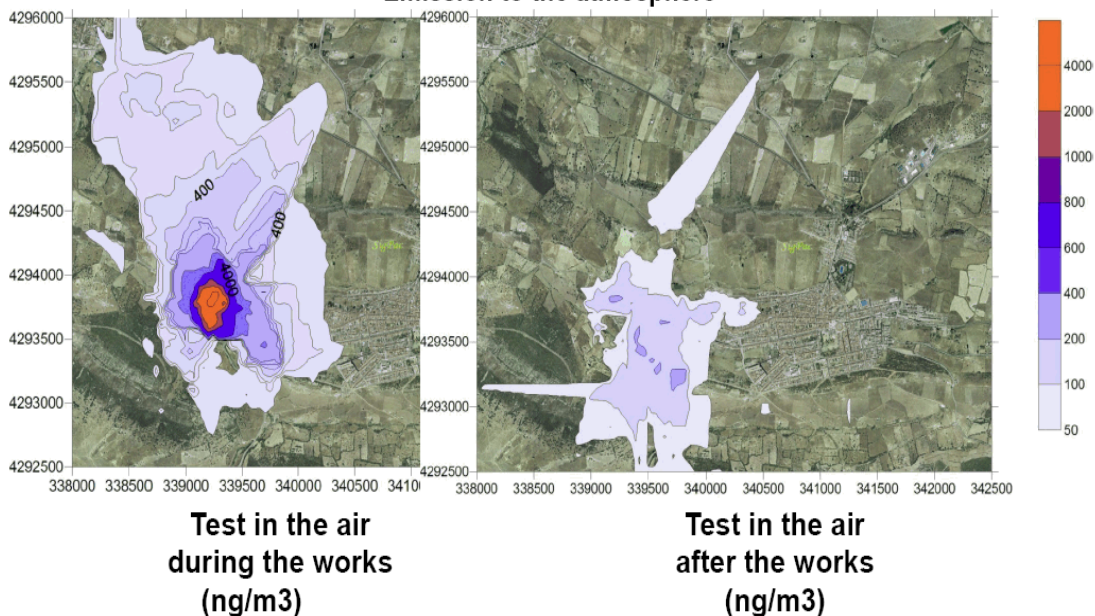 Emission to the atmosphere
4296000 4296000
4295500 4295500 4000
4295000 4295000 2000
1000
400
4294500 4294500 800
400
600
4000
4294000 4294000 400
4293500 4293500 200
4293000 4293000 100
50
4292500 4292500
338000 338500 339000 339500 340000 340500 34100 338000 338500 339000 339500 340000 340500 341000 341500 342000 342500
Test in the air
during the works
(ng/m3)
Test in the air
after the works
(ng/m3)